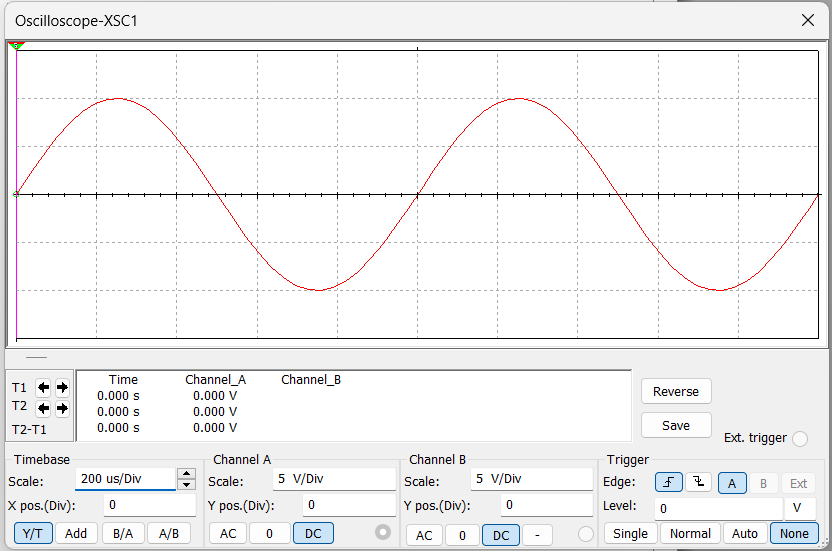 Oscilloscope-XSC1
Time Channel_A Channel_B
T1 0.000 s 0.000 V
T2 0.000 s 0.000 V
T2-T1 0.000 s 0.000 V
Reverse
Save
Ext. trigger
Timebase
Scale: 200 us/Div
X pos.(Div): 0
Y/T Add B/A A/B
Channel A
Scale: 5 V/Div
Y pos.(Div): 0
AC 0 DC
Channel B
Scale: 5 V/Div
Y pos.(Div): 0
AC 0 DC -
Trigger
Edge: A B Ext
Level: 0 V
Single Normal Auto None